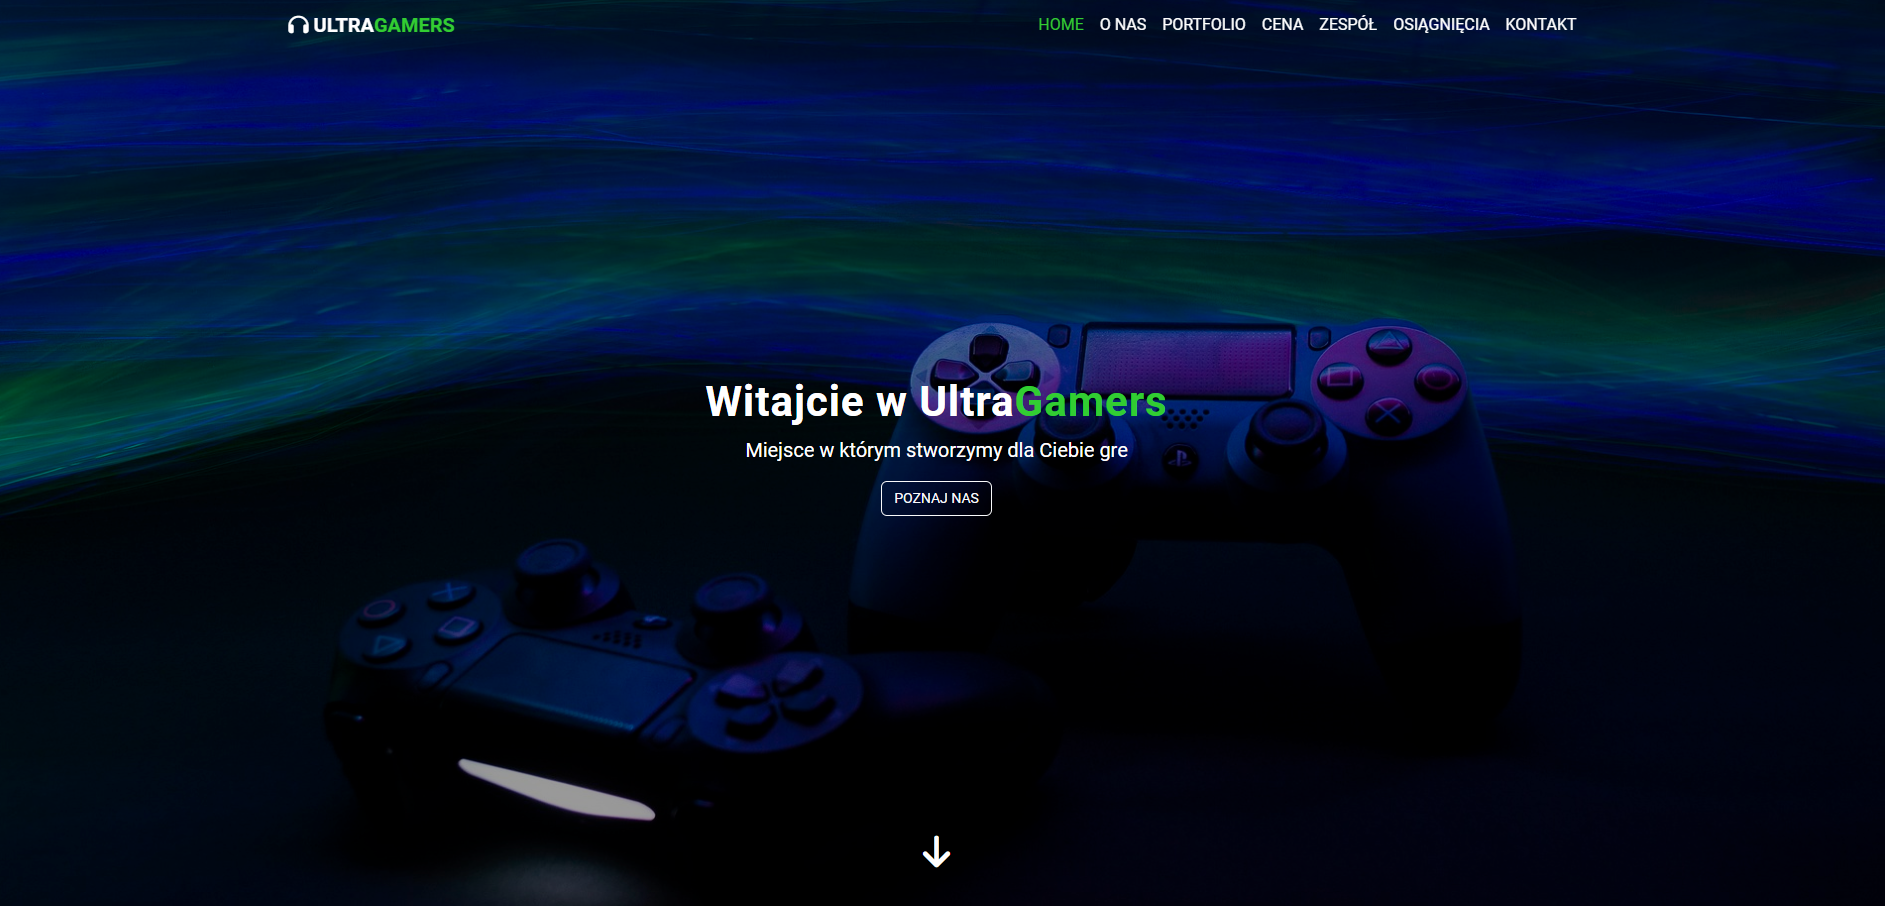 ULTRAGAMERS
HOME O NAS PORTFOLIO CENA ZESPÓŁ OSIĄGNIĘCIA KONTAKT
Witajcie w UltraGamers
Miejsce w którym stworzymy dla Ciebie gre
POZNAJ NAS